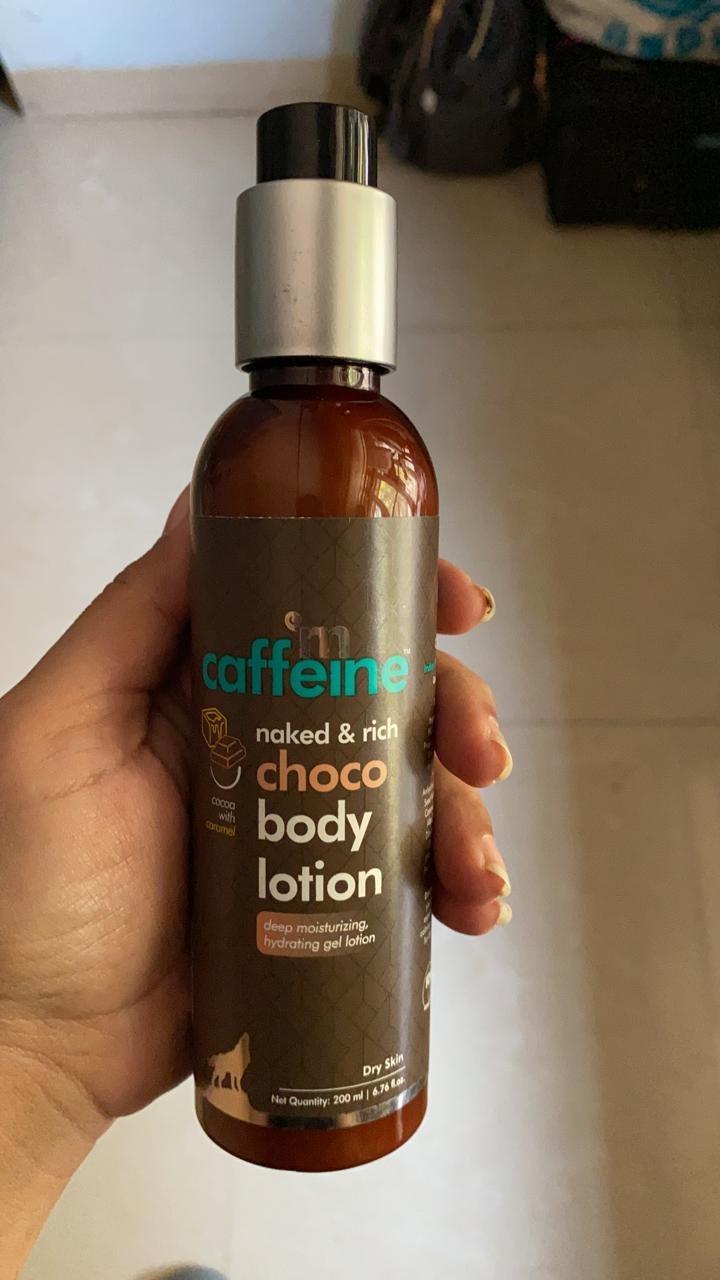 m
caffeine™
naked & rich
choco
body
lotion
cocoa
with
caramel
deep moisturizing,
hydrating gel lotion
Dry Skin
Net Quantity: 200 ml | 6.76 fl.oz.